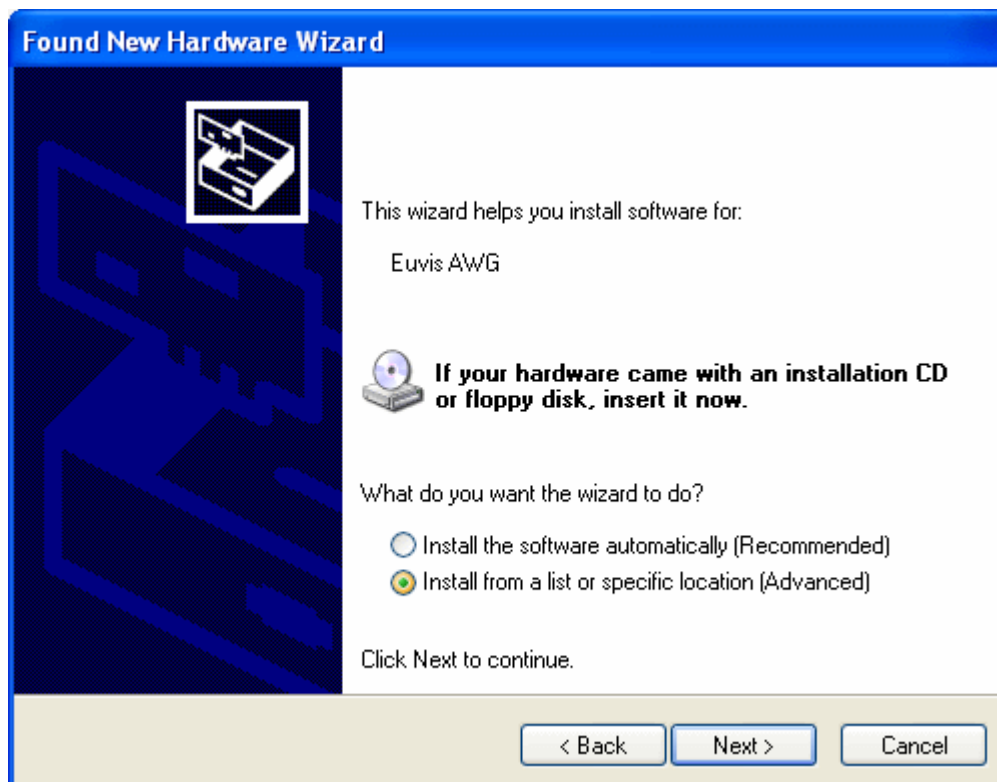 Found New Hardware Wizard
This wizard helps you install software for:
Euvis AWG
If your hardware came with an installation CD
or floppy disk, insert it now.
What do you want the wizard to do?
Install the software automatically (Recommended)
Install from a list or specific location (Advanced)
Click Next to continue.
< Back Next > Cancel